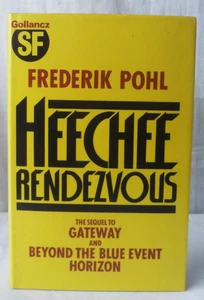 Gollancz
SF
FREDERIK POHL
HEECHEE
RENDEZVOUS
THE SEQUEL TO
GATEWAY
AND
BEYOND THE BLUE EVENT
HORIZON